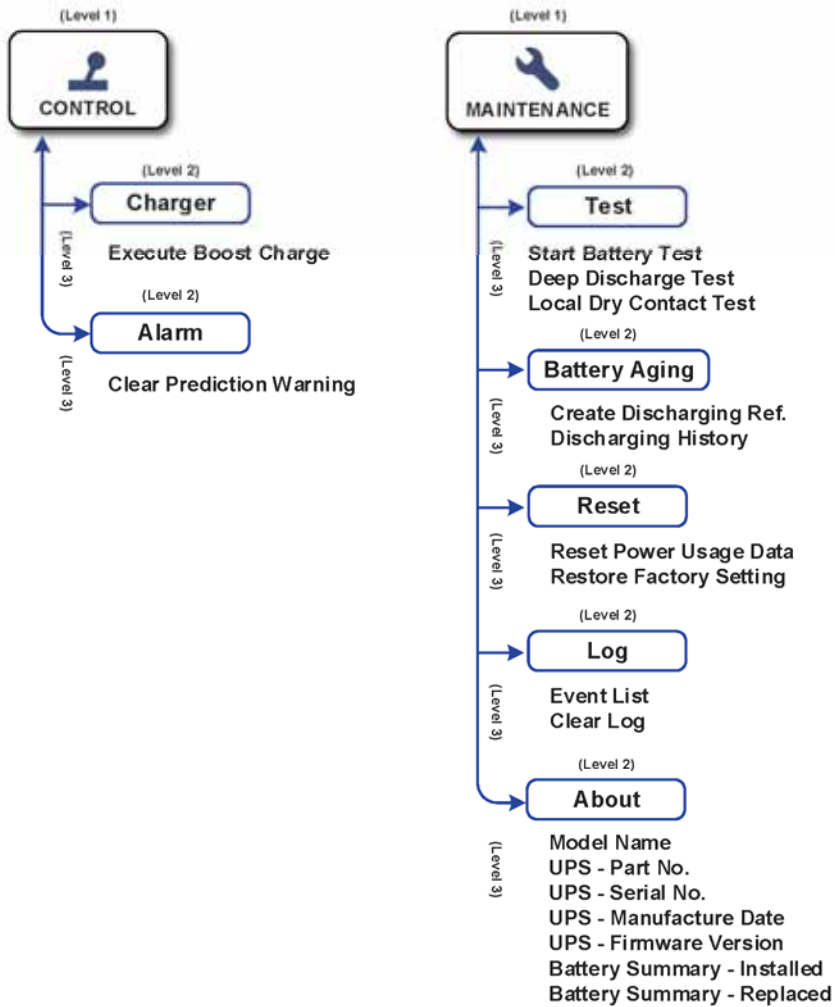 (Level 1)
CONTROL
(Level 2)
Charger
(Level 3)
Execute Boost Charge
(Level 2)
Alarm
(Level 3)
Clear Prediction Warning
(Level 1)
MAINTENANCE
(Level 2)
Test
(Level 3)
Start Battery Test
Deep Discharge Test
Local Dry Contact Test
(Level 2)
Battery Aging
(Level 3)
Create Discharging Ref.
Discharging History
(Level 2)
Reset
(Level 3)
Reset Power Usage Data
Restore Factory Setting
(Level 2)
Log
(Level 3)
Event List
Clear Log
(Level 2)
About
(Level 3)
Model Name
UPS - Part No.
UPS - Serial No.
UPS - Manufacture Date
UPS - Firmware Version
Battery Summary - Installed
Battery Summary - Replaced